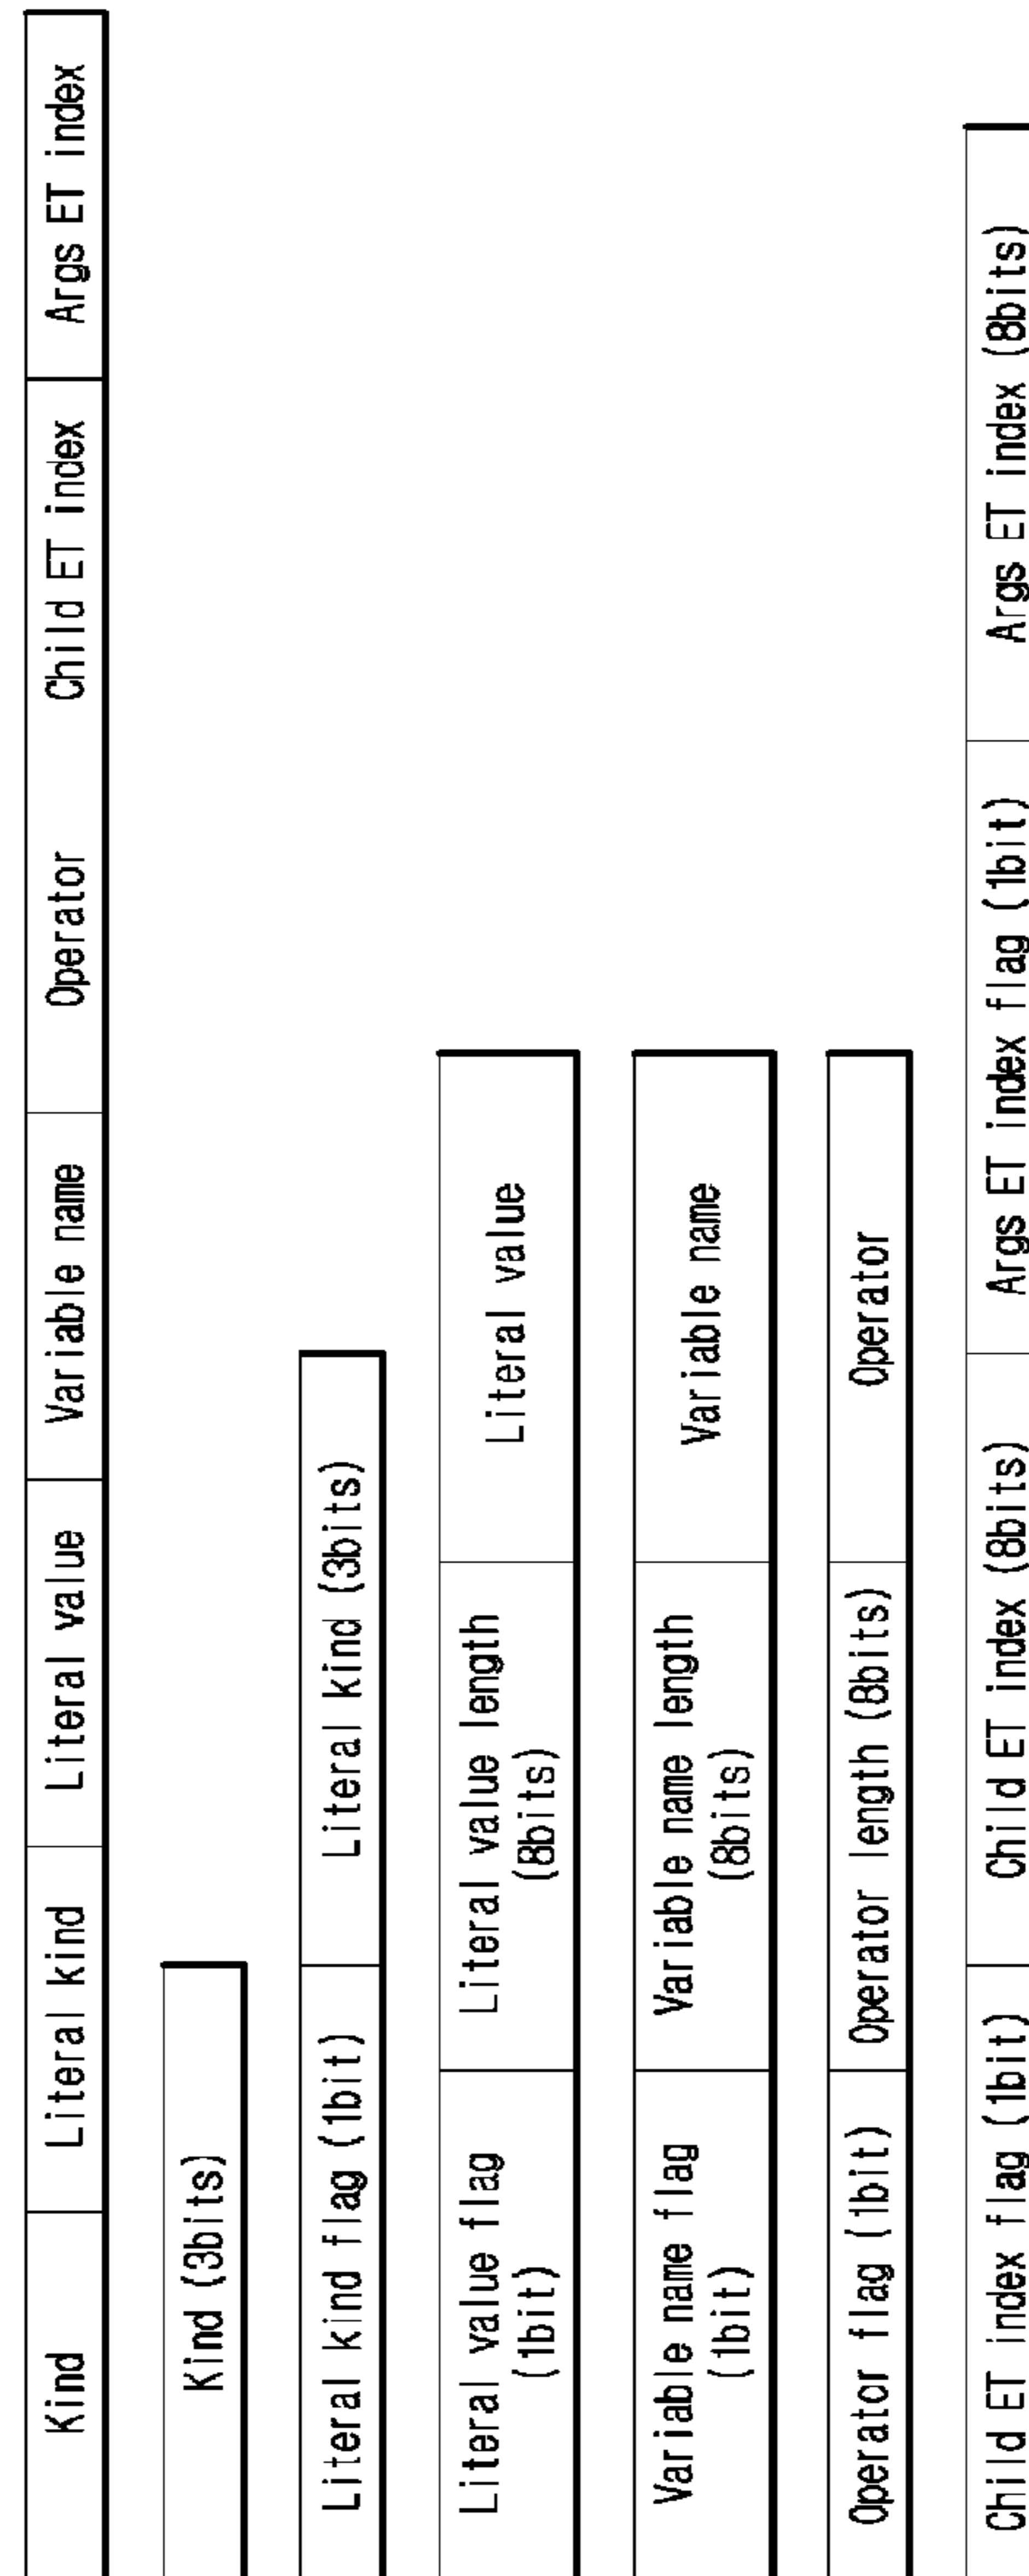 Kind Literal kind Literal value Variable name Operator Child ET index Args ET index
Kind (3bits)
Literal kind flag (1bit) Literal kind (3bits)
Literal value flag
(1bit)
Literal value length
(8bits)
Literal value
Variable name flag
(1bit)
Variable name length
(8bits)
Variable name
Operator flag (1bit) Operator length (8bits) Operator
Child ET index flag (1bit) Child ET index (8bits) Args ET index flag (1bit) Args ET index (8bits)